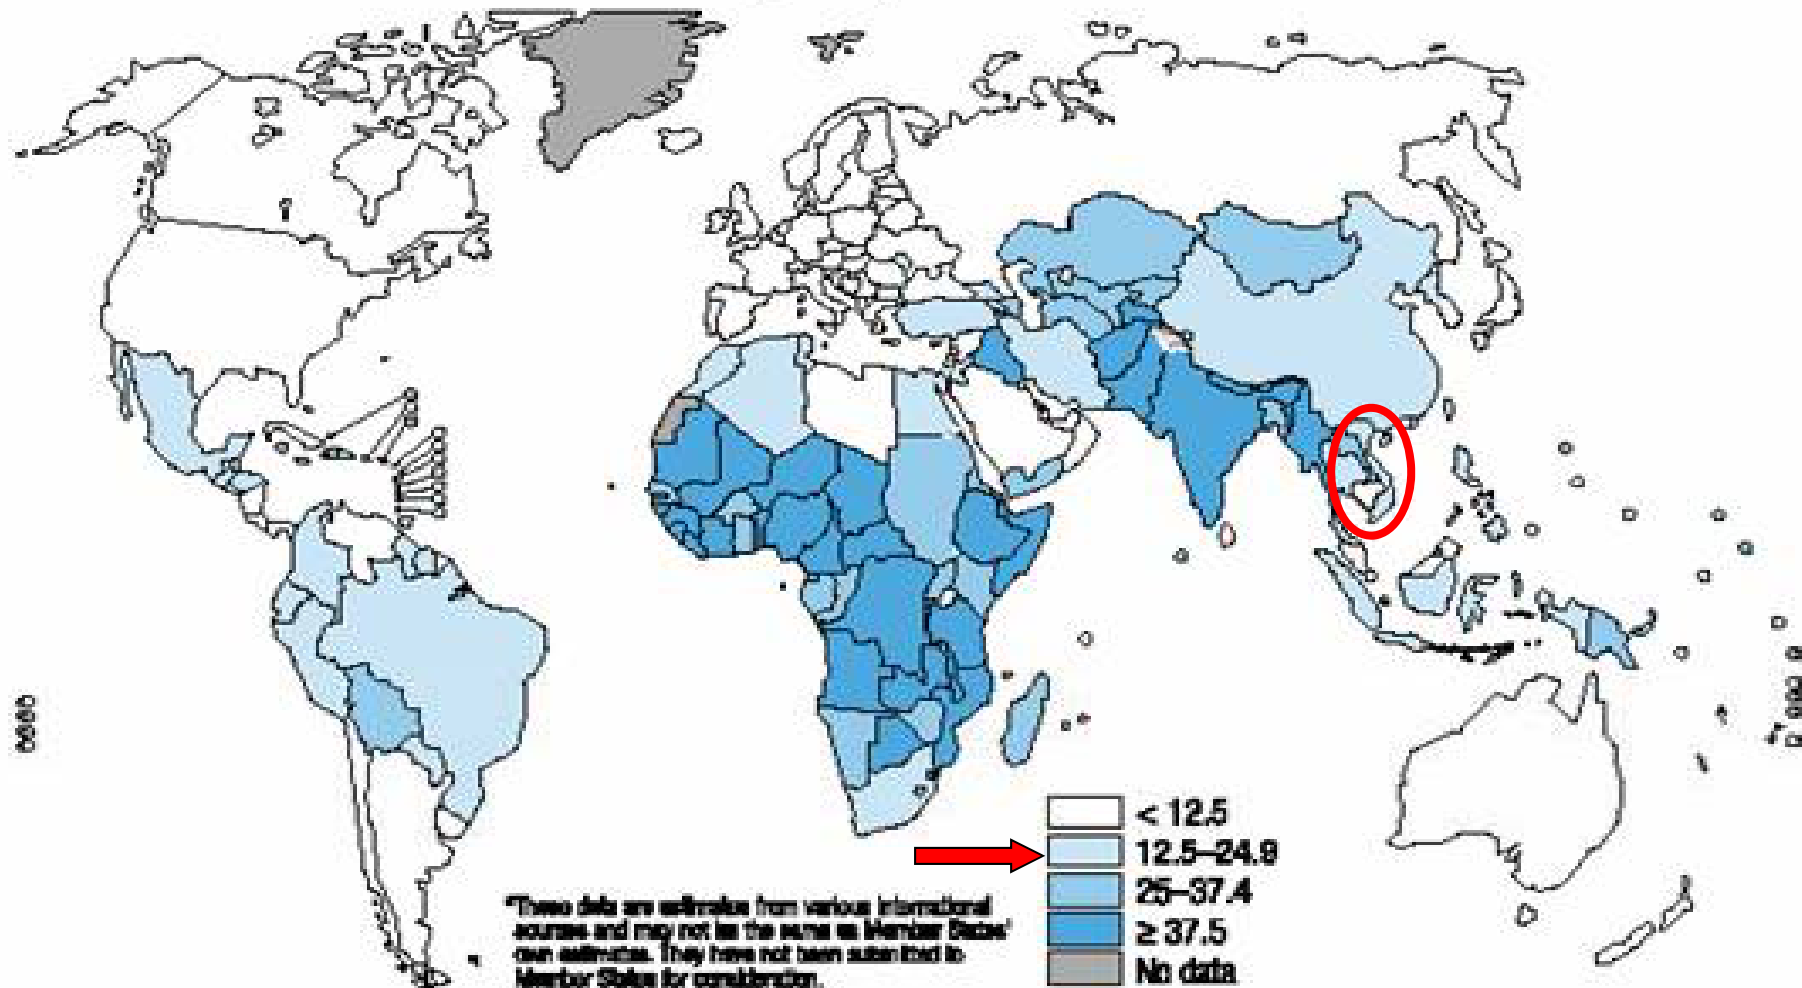 < 12.5
12.5–24.9
25–37.4
≥ 37.5
No data
"These data are estimates from various international
sources and may not be the same as Member States'
own estimates. They have not been submitted to
Member States for consideration.